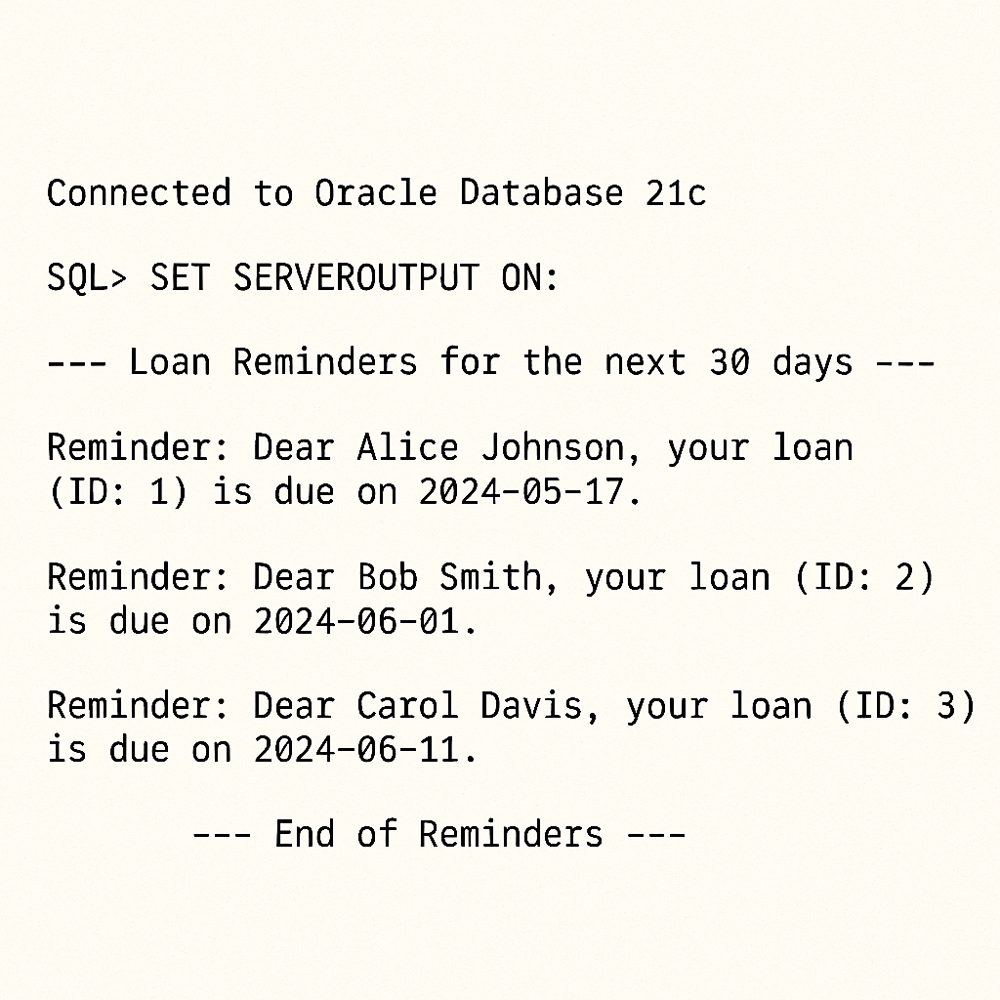 Connected to Oracle Database 21c
SQL> SET SERVEROUTPUT ON:
--- Loan Reminders for the next 30 days ---
Reminder: Dear Alice Johnson, your loan
(ID: 1) is due on 2024-05-17.
Reminder: Dear Bob Smith, your loan (ID: 2)
is due on 2024-06-01.
Reminder: Dear Carol Davis, your loan (ID: 3)
is due on 2024-06-11.
--- End of Reminders ---